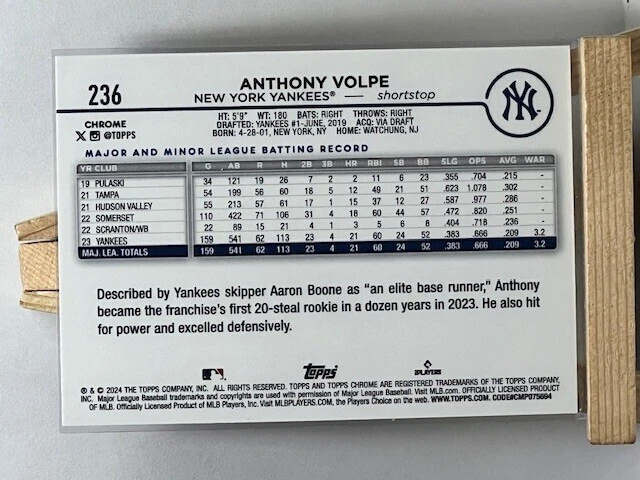 236
ANTHONY VOLPE
NEW YORK YANKEES® — shortstop
NY
CHROME
X @TOPPS
HT: 5'9" WT: 180 BATS: RIGHT THROWS: RIGHT
DRAFTED: YANKEES #1-JUNE, 2019 ACQ: VIA DRAFT
BORN: 4-28-01, NEW YORK, NY HOME: WATCHUNG, NJ
MAJOR AND MINOR LEAGUE BATTING RECORD
YR CLUB G AB R H 2B 3B HR RBI SB BB SLG OPS AVG WAR
19 PULASKI 34 121 19 26 7 2 2 11 6 23 .355 .704 .215 -
21 TAMPA 54 199 56 60 18 5 12 49 21 51 .623 1.078 .302 -
21 HUDSON VALLEY 55 213 57 61 17 1 15 37 12 27 .587 .977 .286 -
22 SOMERSET 110 422 71 106 31 4 18 60 44 57 .472 .820 .251 -
22 SCRANTON/WB 22 89 15 21 4 1 3 5 6 8 .404 .718 .236 -
23 YANKEES 159 541 62 113 23 4 21 60 24 52 .383 .666 .209 3.2
MAJ. LEA. TOTALS 159 541 62 113 23 4 21 60 24 52 .383 .666 .209 3.2
Described by Yankees skipper Aaron Boone as "an elite base runner," Anthony
became the franchise's first 20-steal rookie in a dozen years in 2023. He also hit
for power and excelled defensively.
Topps
PLAYERS
® & © 2024 THE TOPPS COMPANY, INC. ALL RIGHTS RESERVED. TOPPS AND TOPPS CHROME ARE REGISTERED TRADEMARKS OF THE TOPPS COMPANY,
INC. Major League Baseball trademarks and copyrights are used with permission of Major League Baseball. Visit MLB.com. OFFICIALLY LICENSED PRODUCT
OF MLB. Officially Licensed Product of MLB Players, Inc. Visit MLBPLAYERS.COM, the Players Choice on the web. WWW.TOPPS.COM. CODE#CMP075694